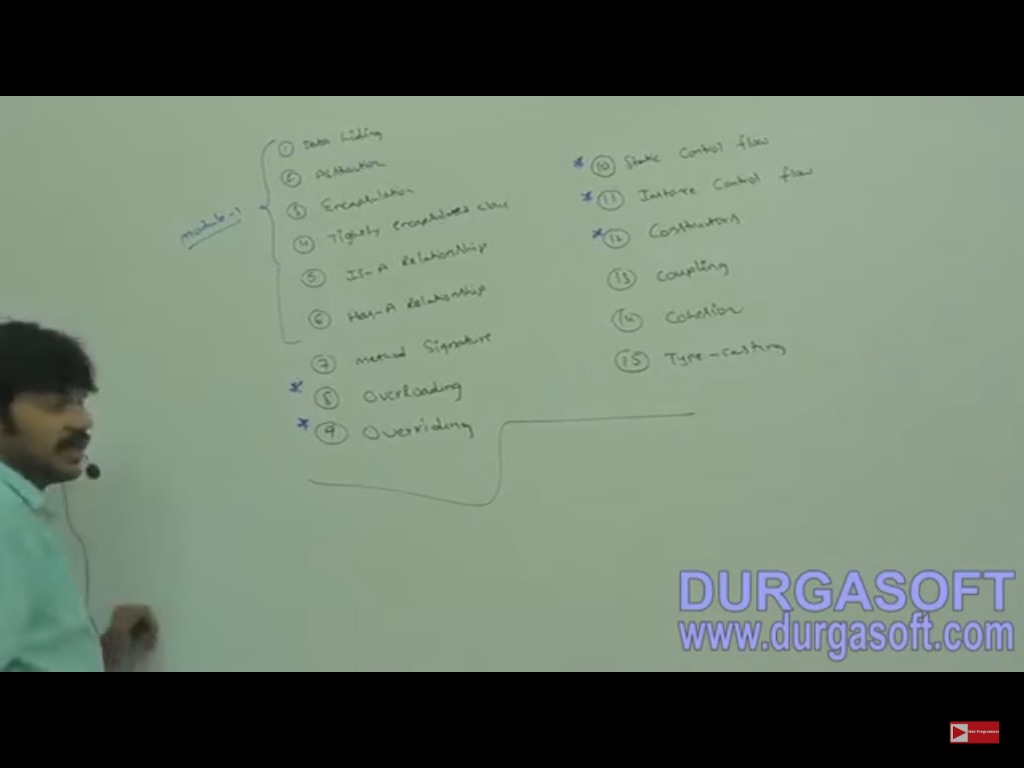 module-1
1 Data Hiding
2 Abstraction
3 Encapsulation
4 Tightly encapsulated class
5 IS-A Relationship
6 Has-A Relationship
7 method Signature
* 8 Overloading
* 9 Overriding
* 10 Static Control flow
* 11 Instance Control flow
* 12 Constructors
13 Coupling
14 Cohesion
15 Type-casting
DURGASOFT
www.durgasoft.com